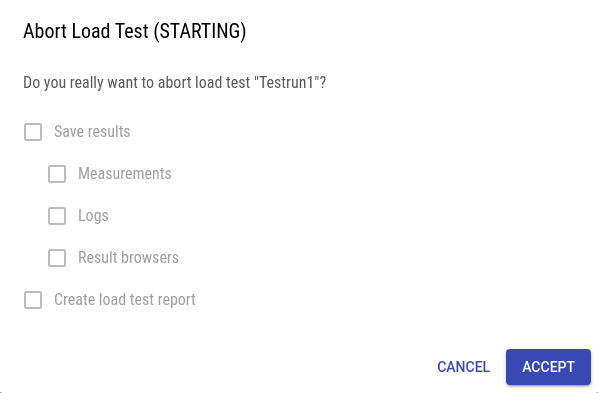 Abort Load Test (STARTING)
Do you really want to abort load test "Testrun1"?
Save results
Measurements
Logs
Result browsers
Create load test report
CANCEL ACCEPT